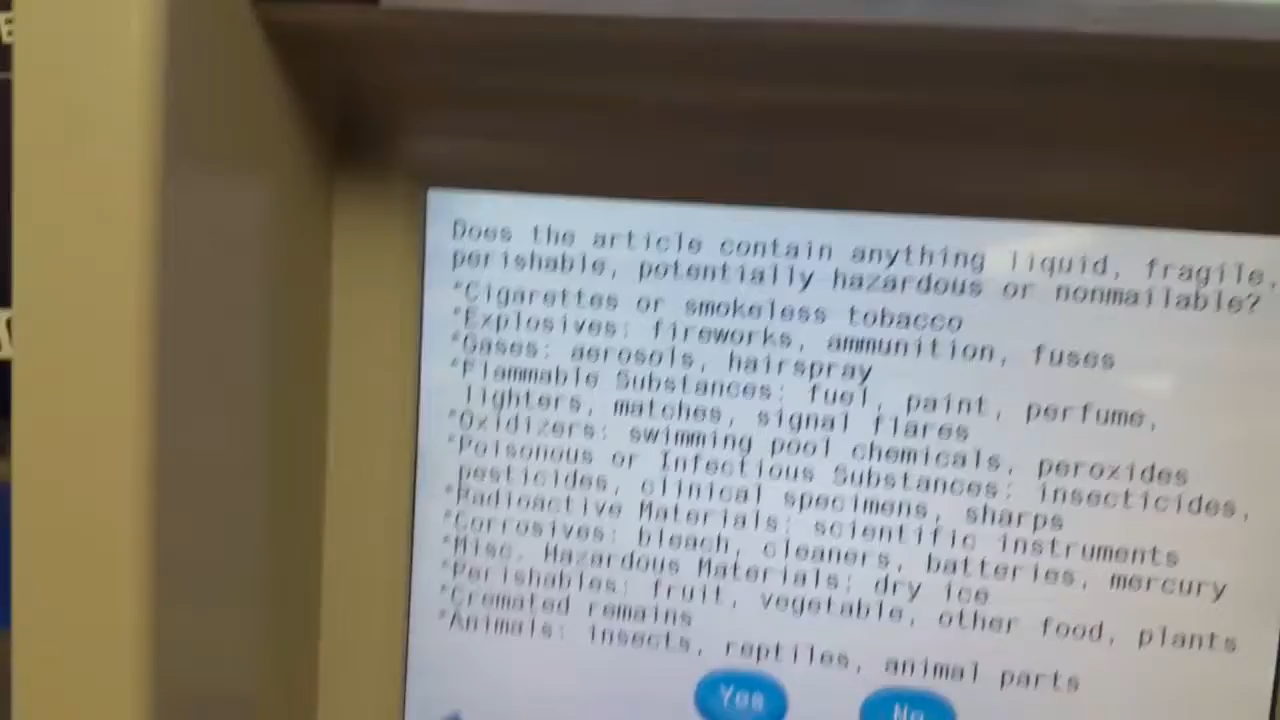 Does the article contain anything liquid, fragile,
perishable, potentially hazardous or nonmailable?
*Cigarettes or smokeless tobacco
*Explosives: fireworks, ammunition, fuses
*Gases: aerosols, hairspray
*Flammable Substances: fuel, paint, perfume,
lighters, matches, signal flares
*Oxidizers: swimming pool chemicals, peroxides
*Poisonous or Infectious Substances: insecticides,
pesticides, clinical specimens, sharps
*Radioactive Materials: scientific instruments
*Corrosives: bleach, cleaners, batteries, mercury
*Misc. Hazardous Materials: dry ice
*Perishables: fruit, vegetable, other food, plants
*Cremated remains
*Animals: insects, reptiles, animal parts
Yes No